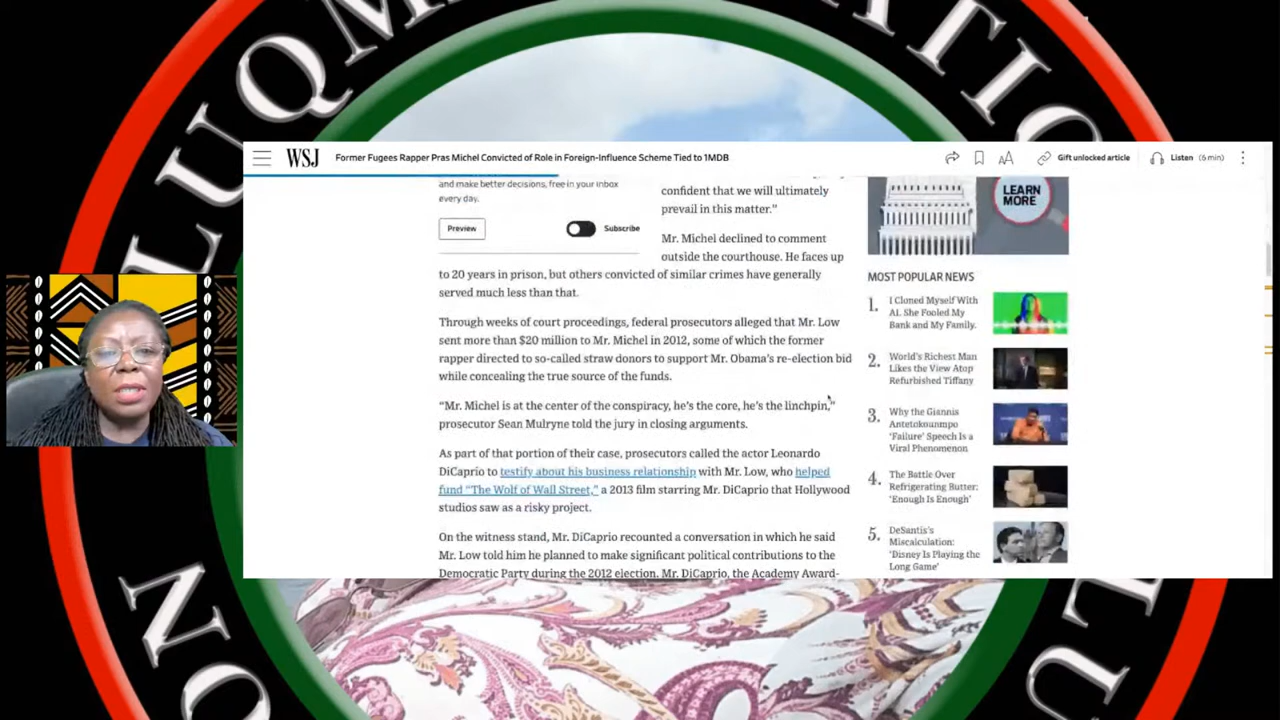 LUQM
ATIO
WSJ
Former Fugees Rapper Pras Michel Convicted of Role in Foreign-Influence Scheme Tied to 1MDB
Gift unlocked article
Listen (6 min)
and make better decisions, free in your inbox
every day.
Preview
Subscribe
confident that we will ultimately
prevail in this matter.”
Mr. Michel declined to comment
outside the courthouse. He faces up
to 20 years in prison, but others convicted of similar crimes have generally
served much less than that.
Through weeks of court proceedings, federal prosecutors alleged that Mr. Low
sent more than $20 million to Mr. Michel in 2012, some of which the former
rapper directed to so-called straw donors to support Mr. Obama’s re-election bid
while concealing the true source of the funds.
“Mr. Michel is at the center of the conspiracy, he’s the core, he’s the linchpin,”
prosecutor Sean Mulryne told the jury in closing arguments.
As part of that portion of their case, prosecutors called the actor Leonardo
DiCaprio to testify about his business relationship with Mr. Low, who helped
fund “The Wolf of Wall Street,” a 2013 film starring Mr. DiCaprio that Hollywood
studios saw as a risky project.
On the witness stand, Mr. DiCaprio recounted a conversation in which he said
Mr. Low told him he planned to make significant political contributions to the
Democratic Party during the 2012 election. Mr. DiCaprio, the Academy Award-
LEARN
MORE
MOST POPULAR NEWS
1. I Cloned Myself With
AI. She Fooled My
Bank and My Family.
2. World’s Richest Man
Likes the View Atop
Refurbished Tiffany
3. Why the Giannis
Antetokounmpo
‘Failure’ Speech Is a
Viral Phenomenon
4. The Battle Over
Refrigerating Butter:
‘Enough Is Enough’
5. DeSantis’s
Miscalculation:
‘Disney Is Playing the
Long Game’